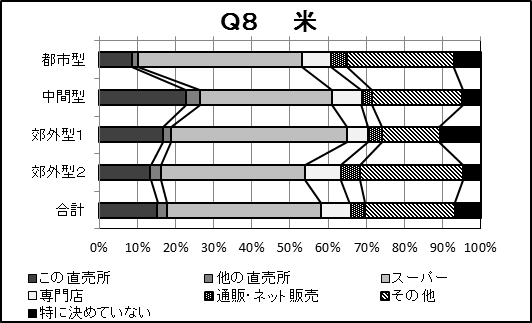 Q8　米
都市型
中間型
郊外型１
郊外型２
合計
0% 10% 20% 30% 40% 50% 60% 70% 80% 90% 100%
この直売所 他の直売所 スーパー
専門店 通販・ネット販売 その他
特に決めていない